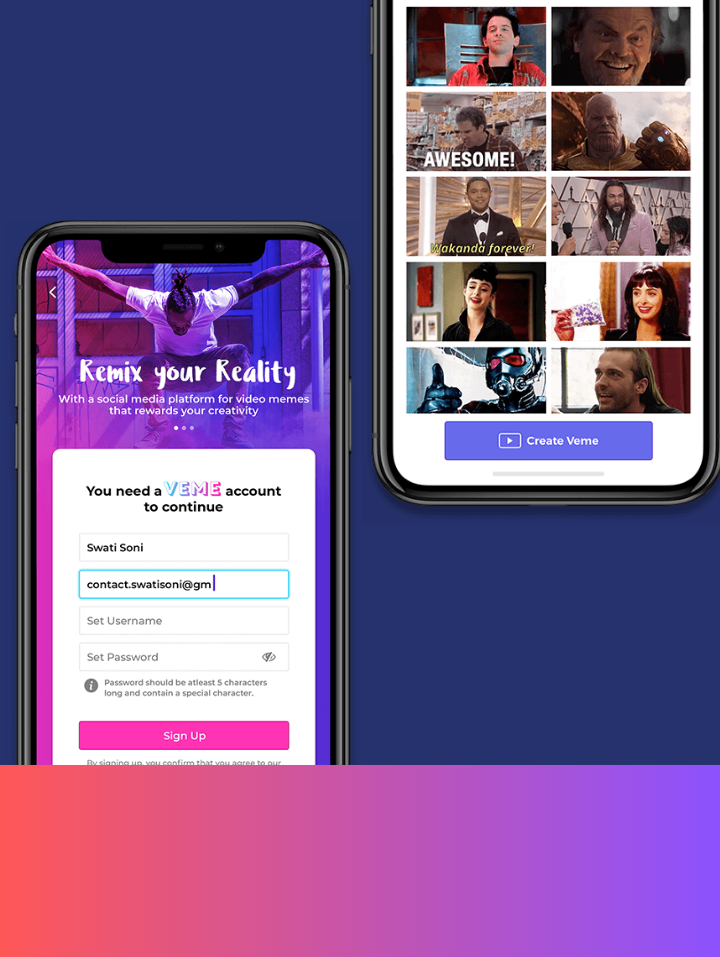 AWESOME!
Wakanda forever!
Create Veme
Remix your Reality
With a social media platform for video memes
that rewards your creativity
You need a VEME account
to continue
Swati Soni
contact.swatisoni@gm
Set Username
Set Password
Password should be atleast 5 characters
long and contain a special character.
Sign Up
By signing up, you confirm that you agree to our